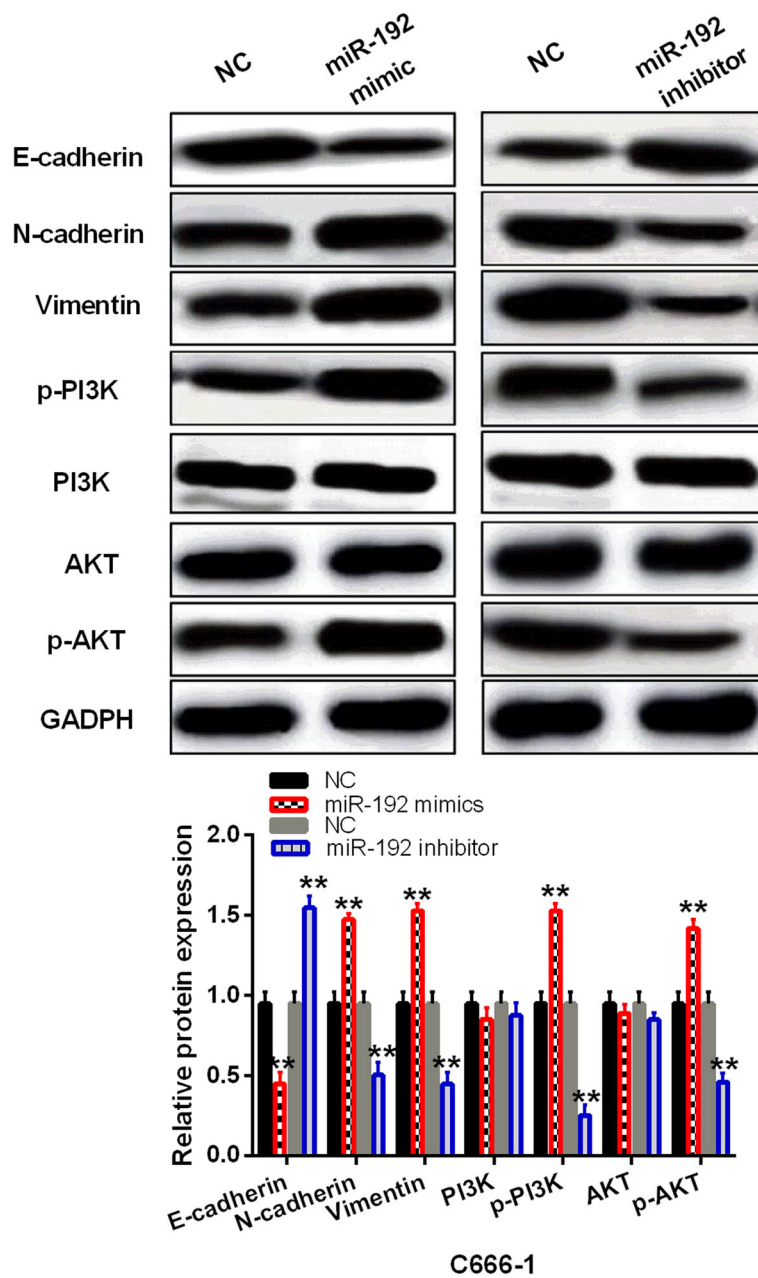 NC
miR-192
mimic
NC
miR-192
inhibitor
E-cadherin
N-cadherin
Vimentin
p-PI3K
PI3K
AKT
p-AKT
GADPH
NC
miR-192 mimics
NC
miR-192 inhibitor
Relative protein expression
2.0
1.5
1.0
0.5
0.0
**
**
**
**
**
**
**
**
**
**
E-cadherin
N-cadherin
Vimentin
PI3K
p-PI3K
AKT
p-AKT
C666-1